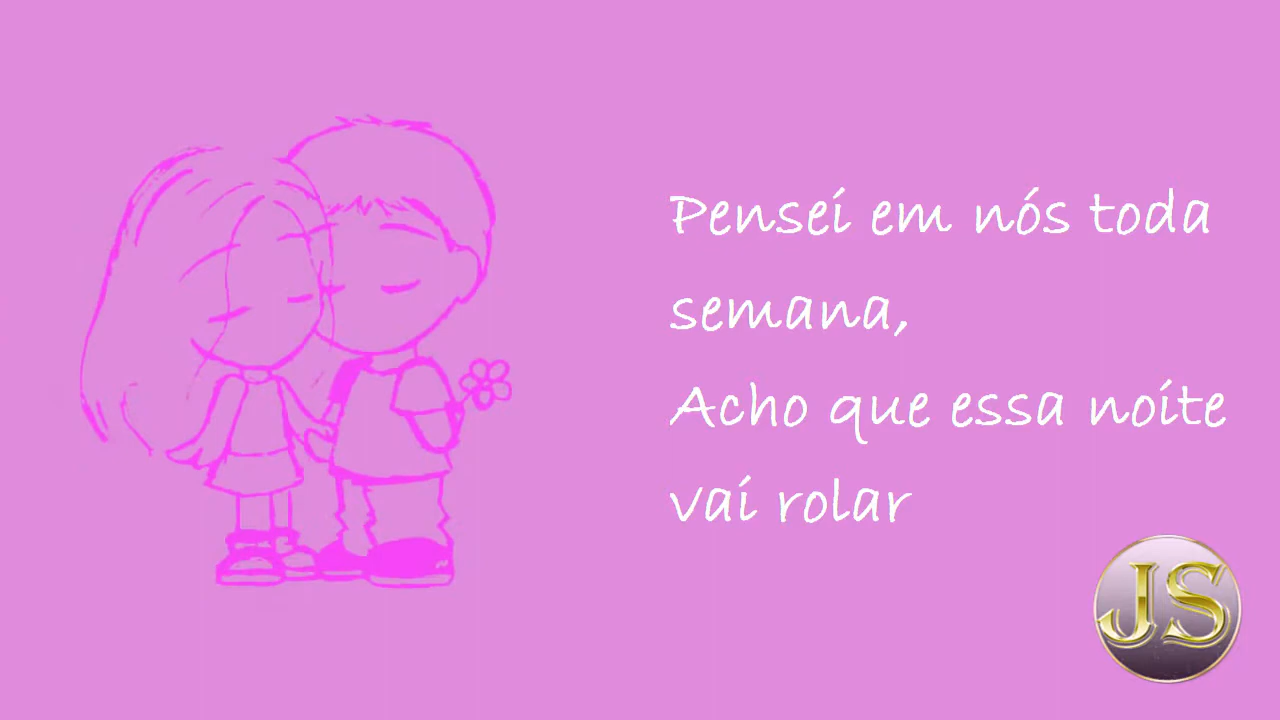 Pensei em nós toda
semana,
Acho que essa noite
vai rolar
JS